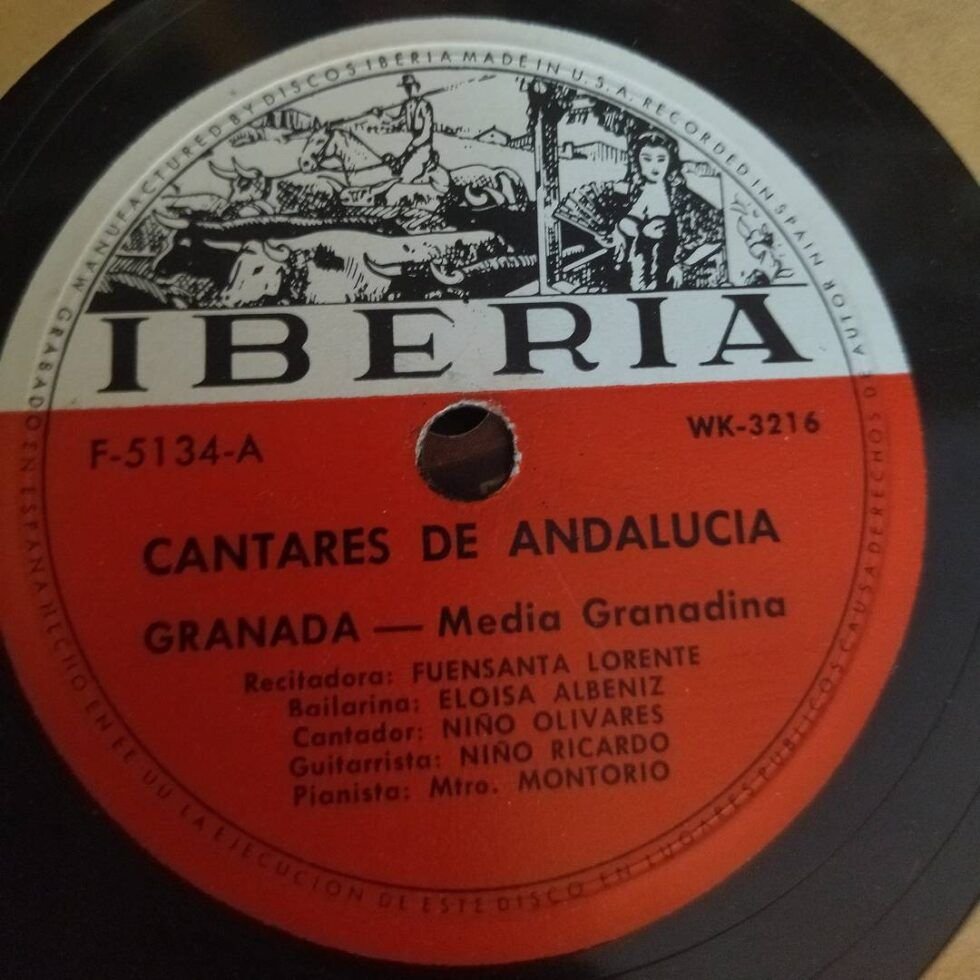 MANUFACTURED BY DISCOS IBERIA MADE IN U.S.A. RECORDED IN SPAIN
IBERIA
F-5134-A
WK-3216
CANTARES DE ANDALUCIA
GRANADA — Media Granadina
Recitadora: FUENSANTA LORENTE
Bailarina: ELOISA ALBENIZ
Cantador: NIÑO OLIVARES
Guitarrista: NIÑO RICARDO
Pianista: Mtro. MONTORIO
GRABADO EN ESPAÑA Y HECHO EN EE UU LA EJECUCION DE ESTE DISCO EN LUGARES PUBLICOS CAUSA DERECHOS DE AUTOR